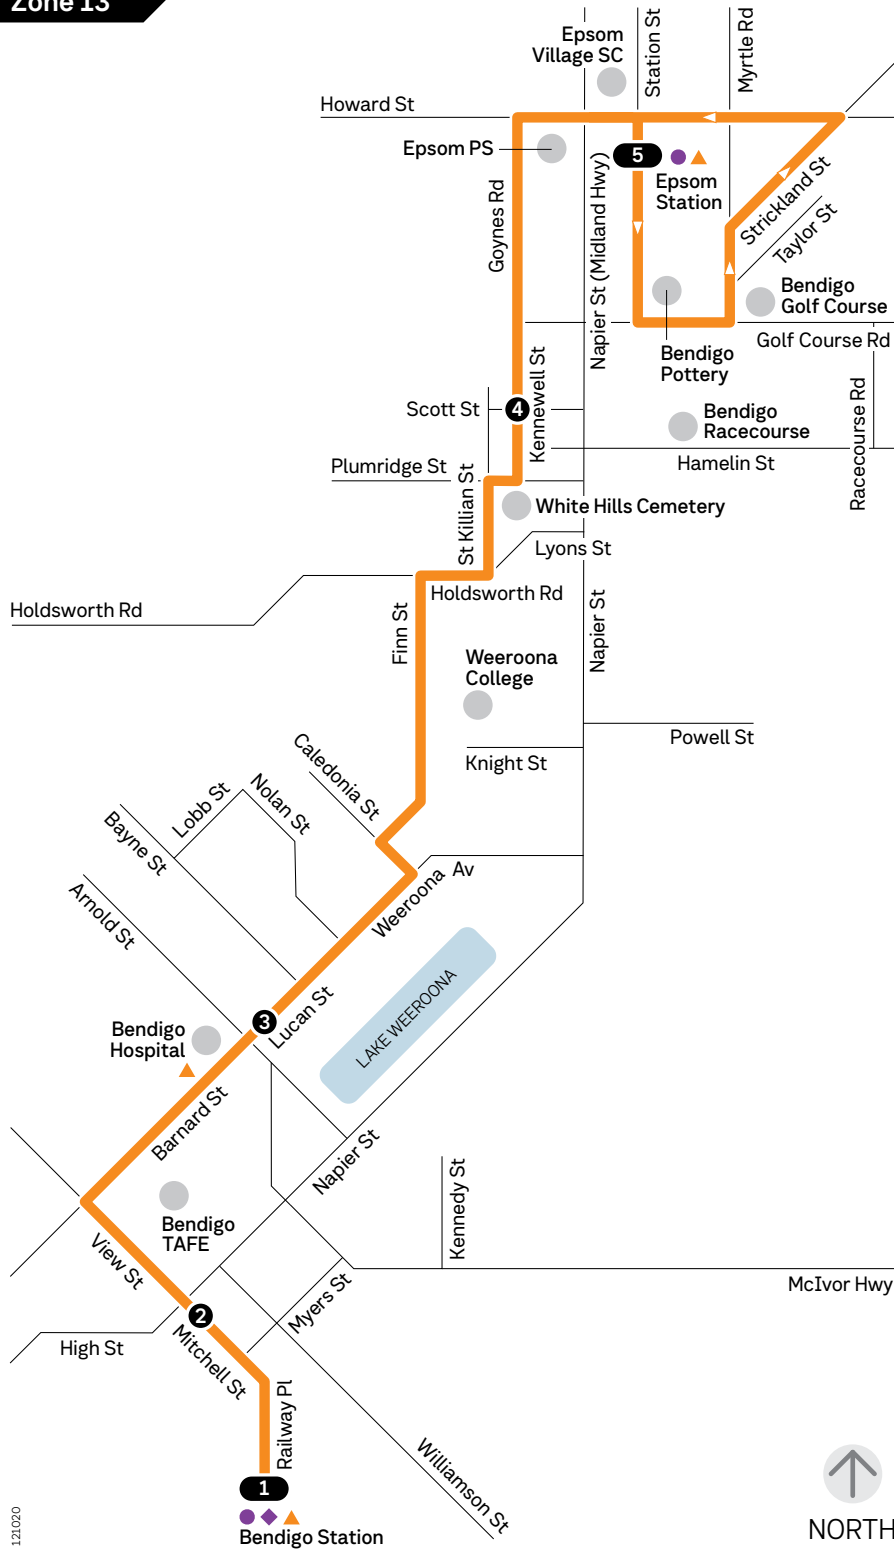 Zone 13
Epsom
Village SC
Station St
Myrtle Rd
Howard St
Epsom PS
5
Epsom
Station
Goynes Rd
Napier St (Midland Hwy)
Strickland St
Taylor St
Bendigo
Golf Course
Golf Course Rd
Bendigo
Pottery
Kennewell St
Scott St
4
Bendigo
Racecourse
Racecourse Rd
Hamelin St
Plumridge St
St Killian St
White Hills Cemetery
Lyons St
Holdsworth Rd
Holdsworth Rd
Finn St
Napier St
Weeroona
College
Powell St
Knight St
Caledonia St
Lobb St
Nolan St
Bayne St
Arnold St
Weeroona Av
LAKE WEEROONA
3
Lucan St
Bendigo
Hospital
Barnard St
Napier St
Kennedy St
Bendigo
TAFE
View St
McIvor Hwy
Myers St
2
High St
Mitchell St
Railway Pl
Williamson St
1
Bendigo Station
NORTH
121020